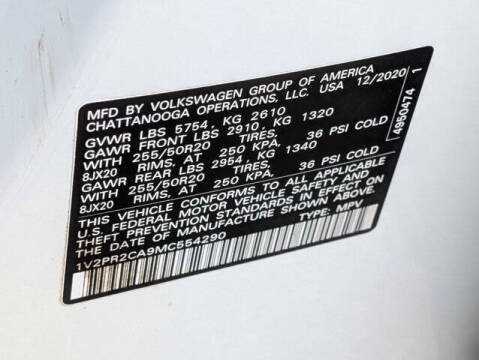 MFD BY VOLKSWAGEN GROUP OF AMERICA
CHATTANOOGA OPERATIONS, LLC. USA 12/2020
GVWR LBS 5754, KG 2610
GAWR FRONT LBS 2910, KG 1320
WITH 255/50R20 TIRES,
8JX20 RIMS, AT 250 KPA, 36 PSI COLD
GAWR REAR LBS 2954, KG 1340
WITH 255/50R20 TIRES,
8JX20 RIMS, AT 250 KPA, 36 PSI COLD
THIS VEHICLE CONFORMS TO ALL APPLICABLE
U.S. FEDERAL MOTOR VEHICLE SAFETY AND
THEFT PREVENTION STANDARDS IN EFFECT ON
THE DATE OF MANUFACTURE SHOWN ABOVE.
1V2PR2CA9MC554290 TYPE: MPV
4950474 1